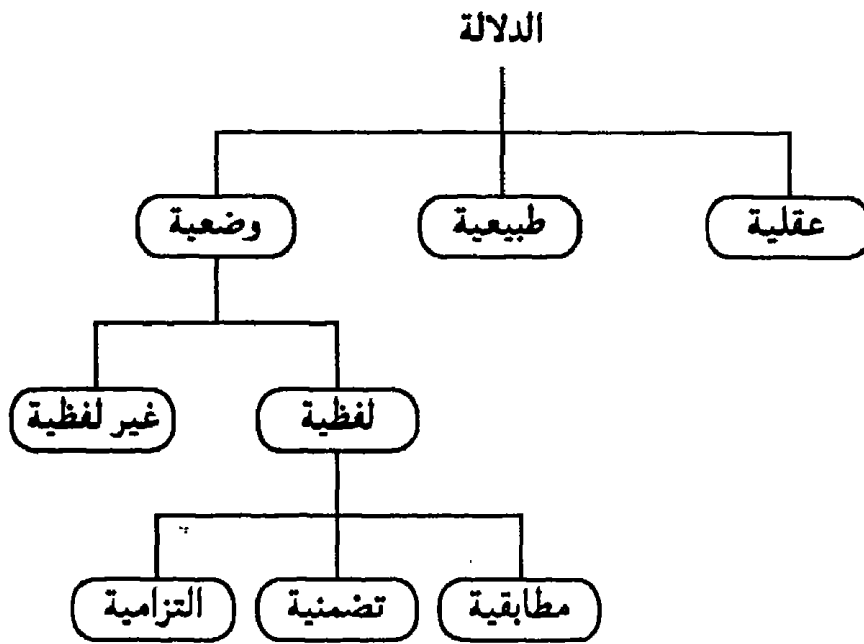 الدلالة
عقلية
طبيعية
وضعية
لفظية
غير لفظية
مطابقية
تضمنية
التزامية